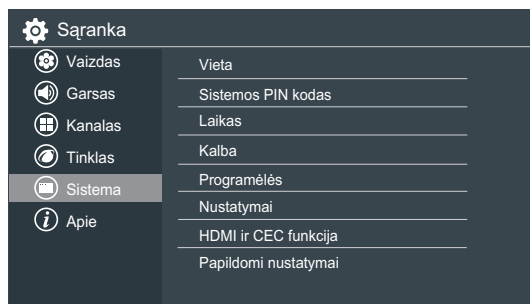 Sąranka
Vaizdas
Garsas
Kanalas
Tinklas
Sistema
Apie
Vieta
Sistemos PIN kodas
Laikas
Kalba
Programėlės
Nustatymai
HDMI ir CEC funkcija
Papildomi nustatymai